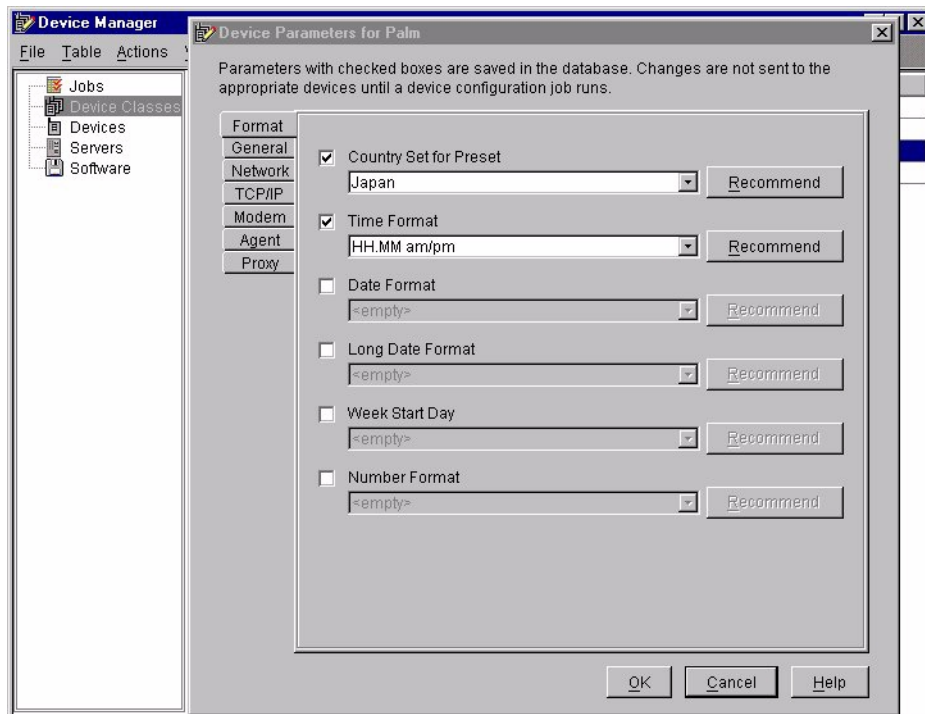 Device Manager
File Table Actions
Jobs
Device Classes
Devices
Servers
Software
Device Parameters for Palm
Parameters with checked boxes are saved in the database. Changes are not sent to the
appropriate devices until a device configuration job runs.
Format
General
Network
TCP/IP
Modem
Agent
Proxy
Country Set for Preset
Japan Recommend
Time Format
HH.MM am/pm Recommend
Date Format
<empty> Recommend
Long Date Format
<empty> Recommend
Week Start Day
<empty> Recommend
Number Format
<empty> Recommend
OK Cancel Help